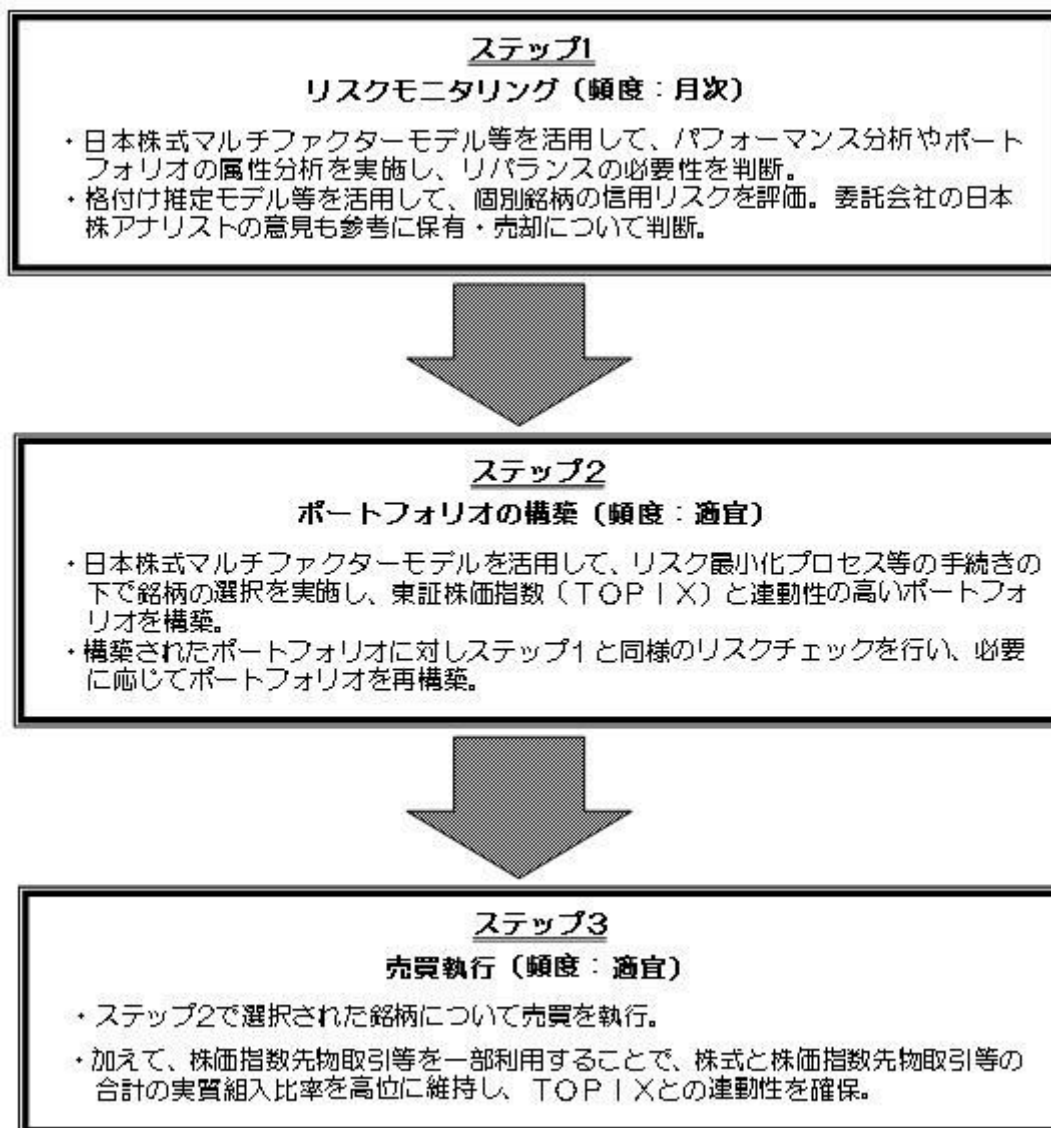 ステップ1
リスクモニタリング（頻度：月次）
・日本株式マルチファクターモデル等を活用して、パフォーマンス分析やポート
フォリオの属性分析を実施し、リバランスの必要性を判断。
・格付け推定モデル等を活用して、個別銘柄の信用リスクを評価。委託会社の日本
株アナリストの意見も参考に保有・売却について判断。
ステップ2
ポートフォリオの構築（頻度：適宜）
・日本株式マルチファクターモデルを活用して、リスク最小化プロセス等の手続きの
下で銘柄の選択を実施し、東証株価指数（ＴＯＰＩＸ）と連動性の高いポートフォ
リオを構築。
・構築されたポートフォリオに対しステップ1と同様のリスクチェックを行い、必要
に応じてポートフォリオを再構築。
ステップ3
売買執行（頻度：適宜）
・ステップ2で選択された銘柄について売買を執行。
・加えて、株価指数先物取引等を一部利用することで、株式と株価指数先物取引等の
合計の実質組入比率を高位に維持し、ＴＯＰＩＸとの連動性を確保。